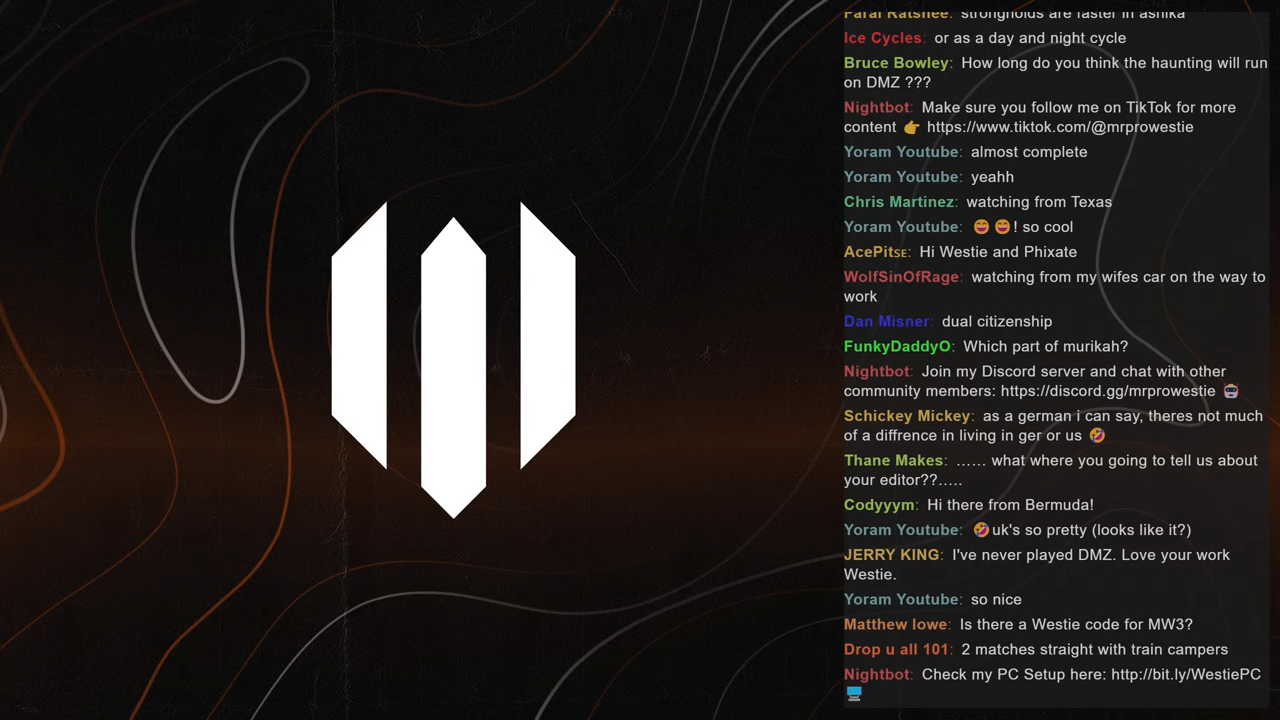 Farai Ratshee: strongholds are faster in ashika
Ice Cycles: or as a day and night cycle
Bruce Bowley: How long do you think the haunting will run
on DMZ ???
Nightbot: Make sure you follow me on TikTok for more
content 👉 https://www.tiktok.com/@mrprowestie
Yoram Youtube: almost complete
Yoram Youtube: yeahh
Chris Martinez: watching from Texas
Yoram Youtube: 😄 😄! so cool
AcePitsᴇ: Hi Westie and Phixate
WolfSinOfRage: watching from my wifes car on the way to
work
Dan Misner: dual citizenship
FunkyDaddyO: Which part of murikah?
Nightbot: Join my Discord server and chat with other
community members: https://discord.gg/mrprowestie 🤖
Schickey Mickey: as a german i can say, theres not much
of a diffrence in living in ger or us 🤣
Thane Makes: …… what where you going to tell us about
your editor??…..
Codyyym: Hi there from Bermuda!
Yoram Youtube: 🤣uk's so pretty (looks like it?)
JERRY KING: I've never played DMZ. Love your work
Westie.
Yoram Youtube: so nice
Matthew lowe: Is there a Westie code for MW3?
Drop u all 101: 2 matches straight with train campers
Nightbot: Check my PC Setup here: http://bit.ly/WestiePC
🖥️